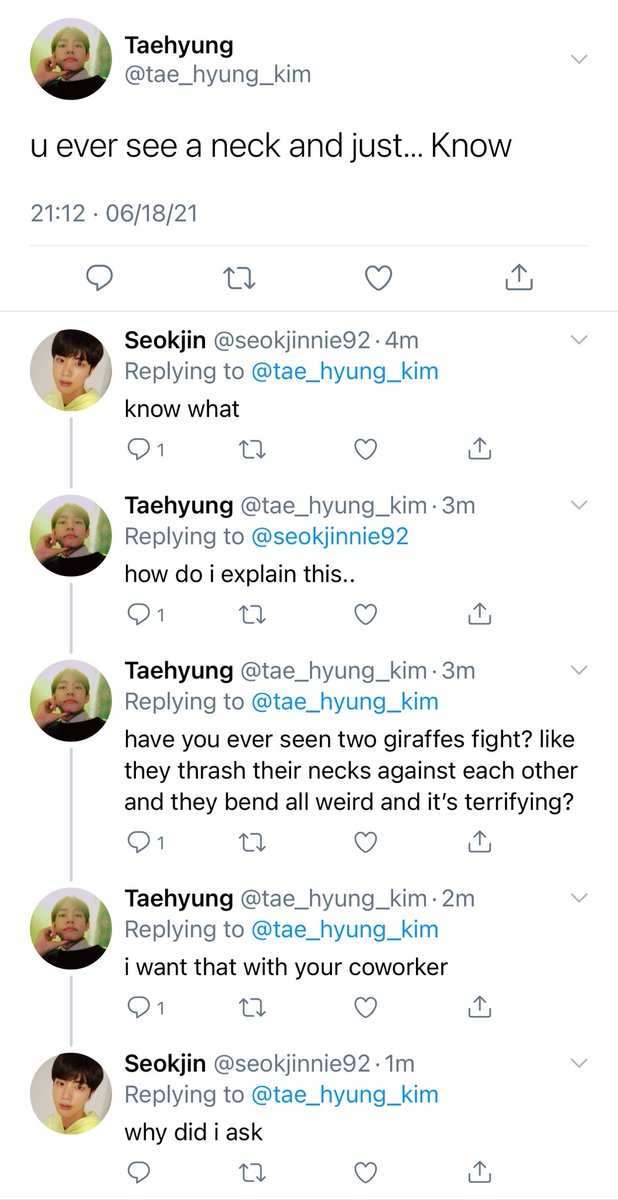 Taehyung
@tae_hyung_kim
u ever see a neck and just... Know
21:12 · 06/18/21
Seokjin @seokjinnie92 · 4m
Replying to @tae_hyung_kim
know what
1
Taehyung @tae_hyung_kim · 3m
Replying to @seokjinnie92
how do i explain this..
1
Taehyung @tae_hyung_kim · 3m
Replying to @tae_hyung_kim
have you ever seen two giraffes fight? like
they thrash their necks against each other
and they bend all weird and it’s terrifying?
1
Taehyung @tae_hyung_kim · 2m
Replying to @tae_hyung_kim
i want that with your coworker
1
Seokjin @seokjinnie92 · 1m
Replying to @tae_hyung_kim
why did i ask